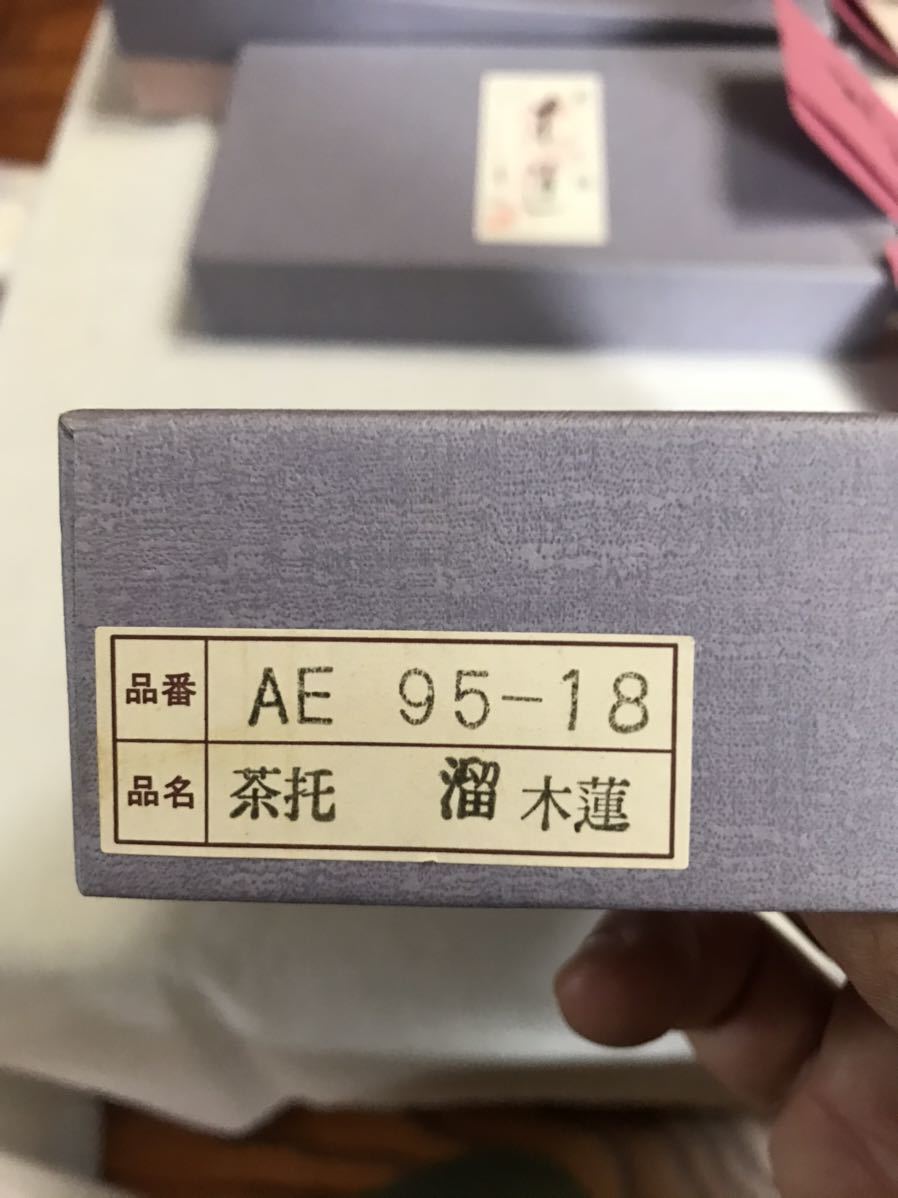 品番 AE 95-18
品名 茶托 溜 木蓮